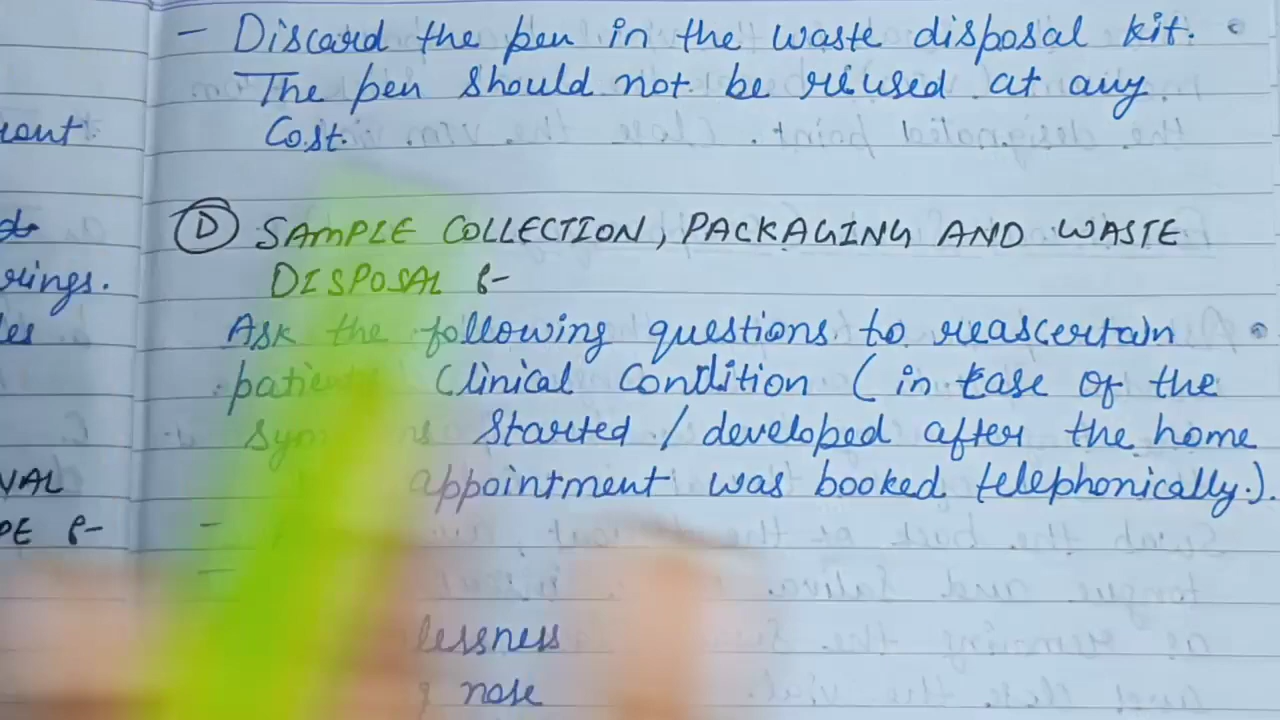 - Discard the pen in the waste disposal kit.
The pen should not be reused at any
Cost.
D SAMPLE COLLECTION, PACKAGING AND WASTE
DISPOSAL :-
Ask the following questions to reascertain
Clinical Condition (in case of the
started / developed after the home
appointment was booked telephonically.).
-
-
lessness
nose
rings.
VAL
:-